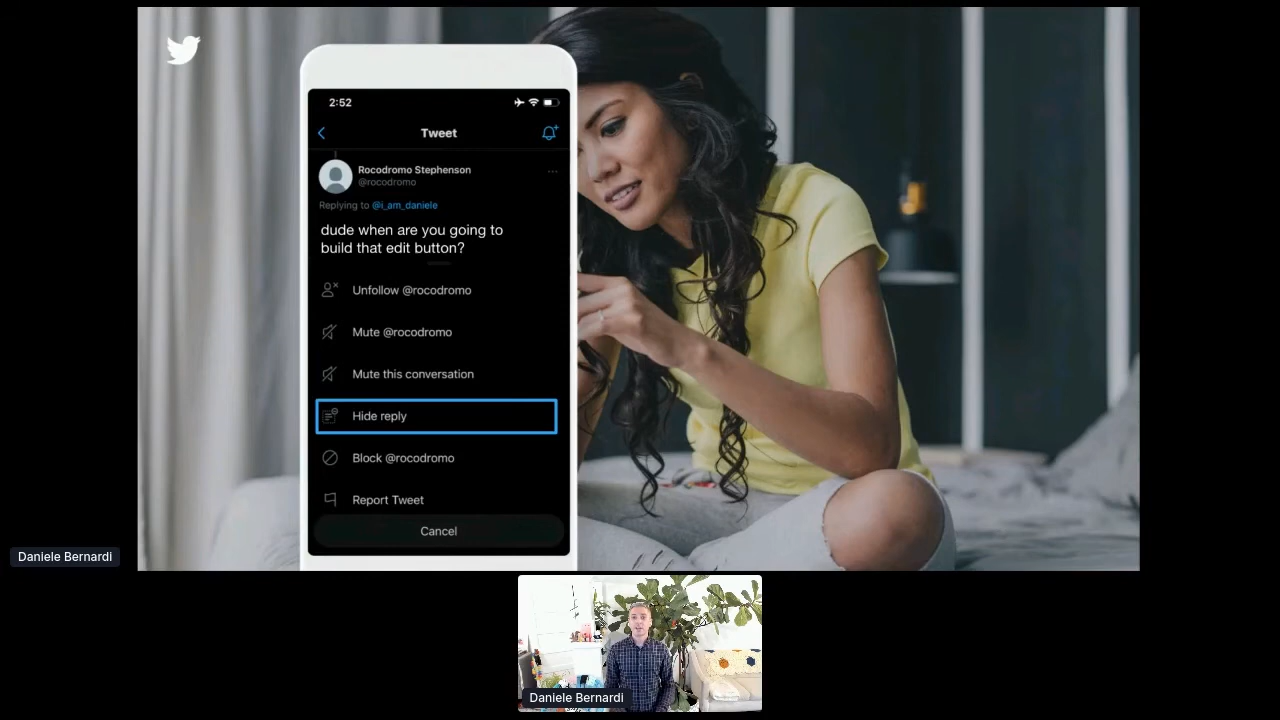 2:52
Tweet
Rocodromo Stephenson
@rocodromo
Replying to @i_am_daniele
dude when are you going to
build that edit button?
Unfollow @rocodromo
Mute @rocodromo
Mute this conversation
Hide reply
Block @rocodromo
Report Tweet
Cancel
Daniele Bernardi
Daniele Bernardi